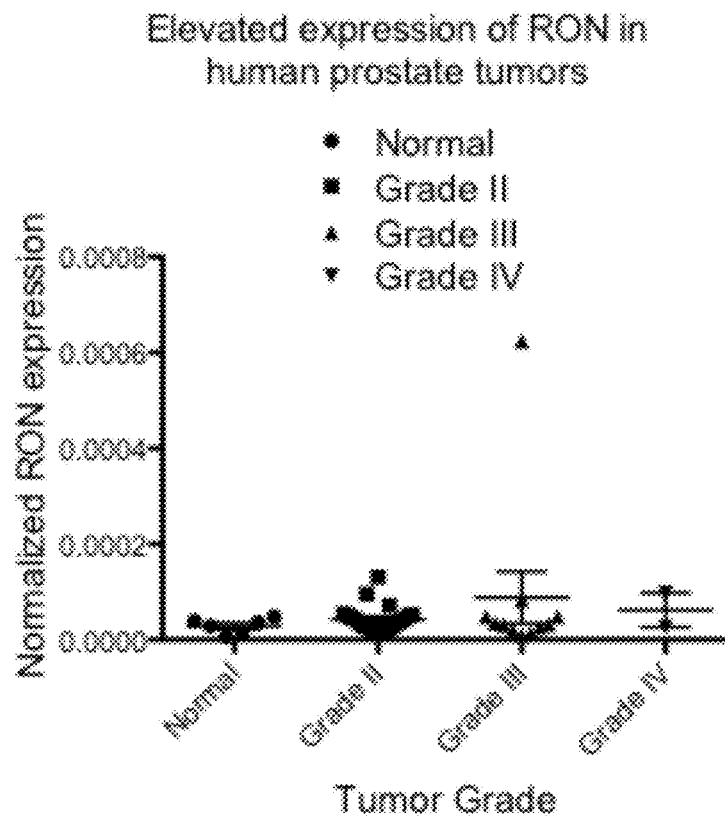 Elevated expression of RON in
human prostate tumors
Normal
Grade II
Grade III
Grade IV
Normalized RON expression
0.0008
0.0006
0.0004
0.0002
0.0000
Normal
Grade II
Grade III
Grade IV
Tumor Grade